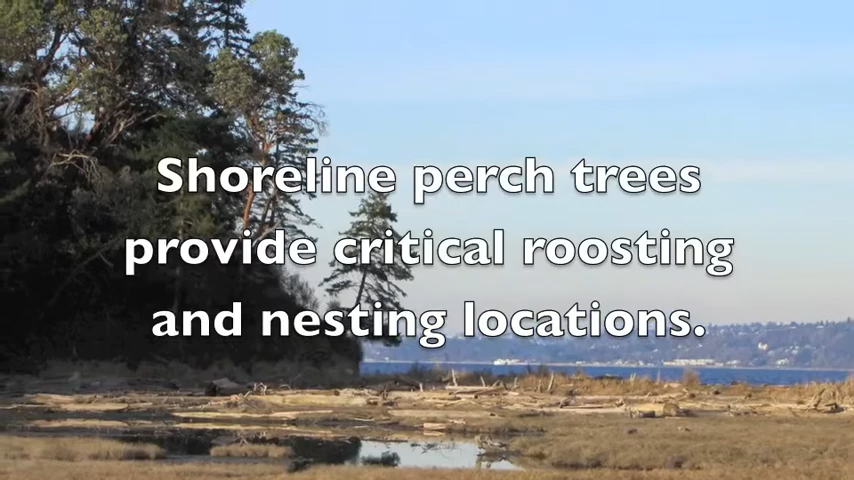 Shoreline perch trees
provide critical roosting
and nesting locations.